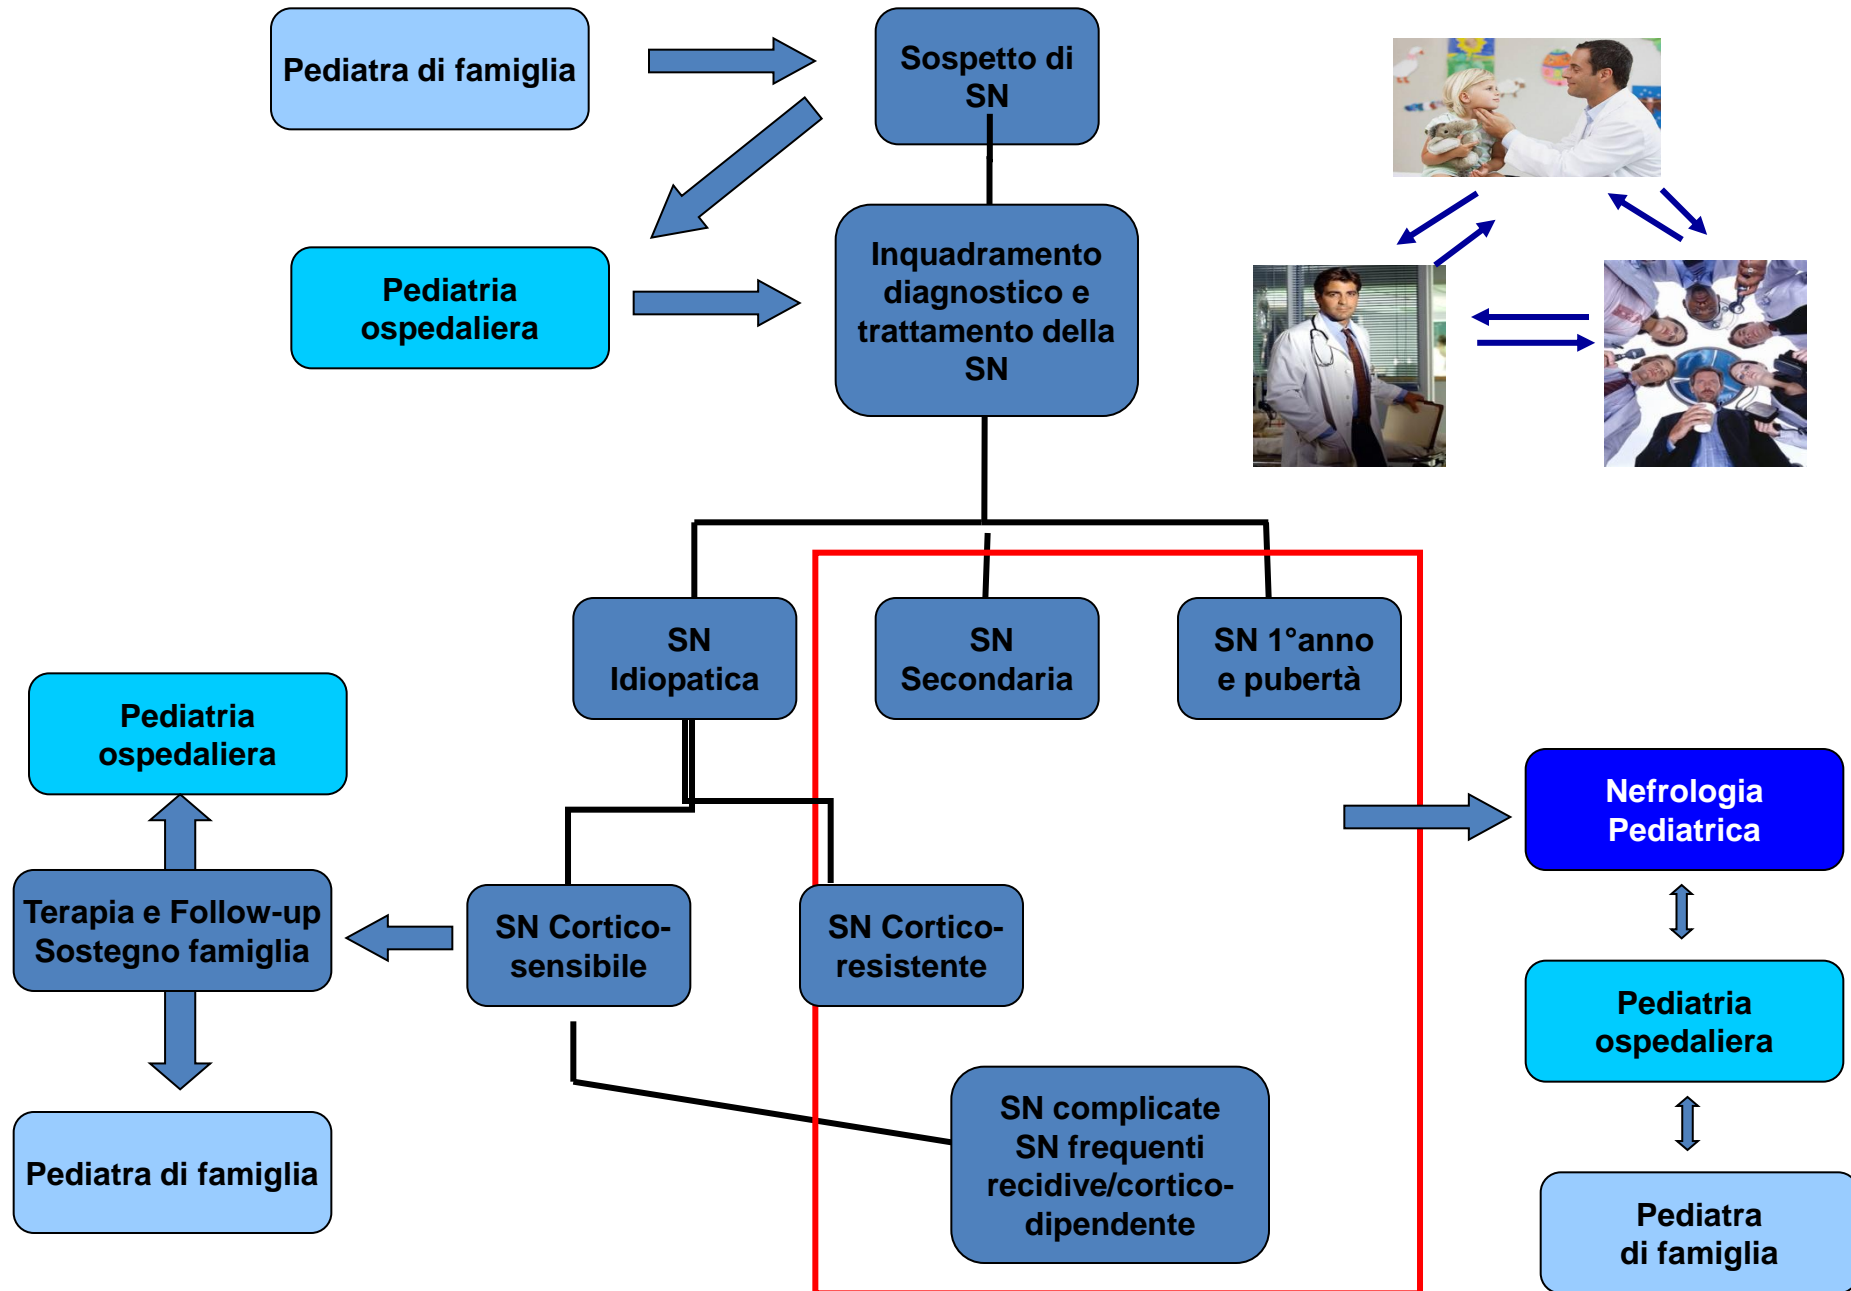 Pediatra di famiglia
Sospetto di
SN
Pediatria
ospedaliera
Inquadramento
diagnostico e
trattamento della
SN
SN
Idiopatica
SN
Secondaria
SN 1°anno
e pubertà
Pediatria
ospedaliera
Terapia e Follow-up
Sostegno famiglia
Pediatra di famiglia
SN Cortico-
sensibile
SN Cortico-
resistente
SN complicate
SN frequenti
recidive/cortico-
dipendente
Nefrologia
Pediatrica
Pediatria
ospedaliera
Pediatra
di famiglia